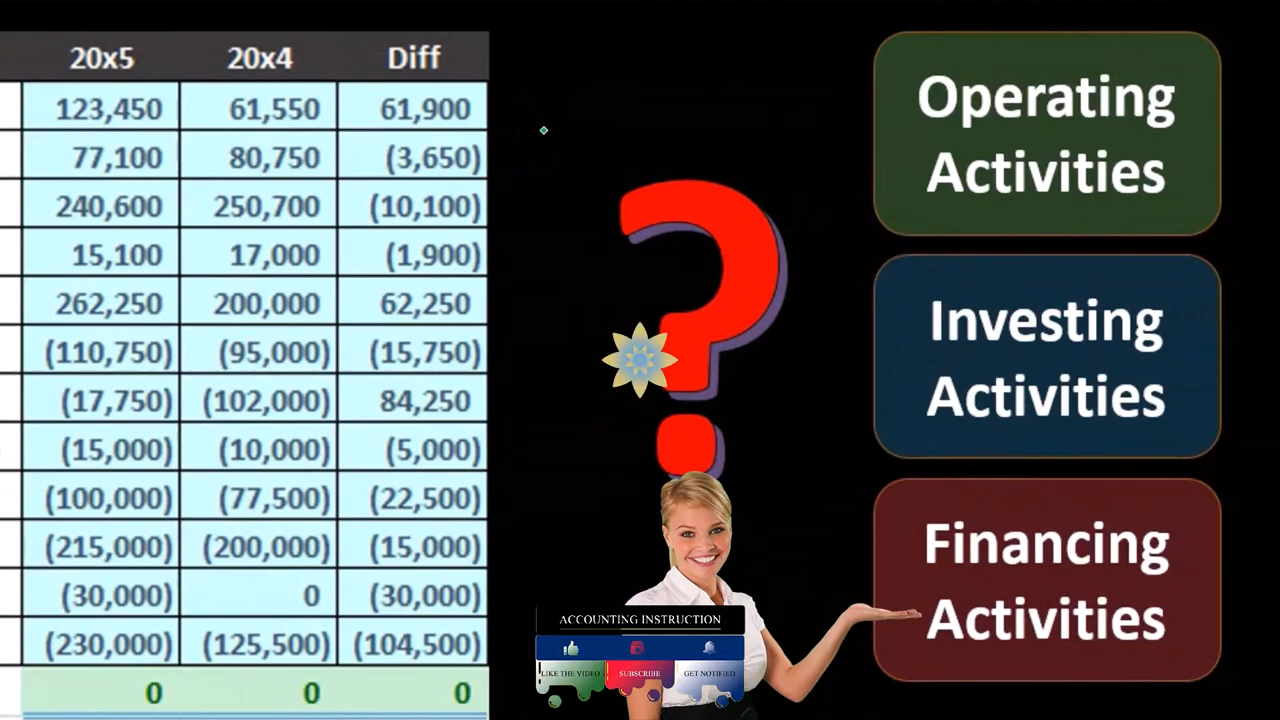 20x5 20x4 Diff
123,450 61,550 61,900
77,100 80,750 (3,650)
240,600 250,700 (10,100)
15,100 17,000 (1,900)
262,250 200,000 62,250
(110,750) (95,000) (15,750)
(17,750) (102,000) 84,250
(15,000) (10,000) (5,000)
(100,000) (77,500) (22,500)
(215,000) (200,000) (15,000)
(30,000) 0 (30,000)
(230,000) (125,500) (104,500)
0 0 0
?
Operating
Activities
Investing
Activities
Financing
Activities
ACCOUNTING INSTRUCTION
LIKE THE VIDEO
SUBSCRIBE
GET NOTIFIED